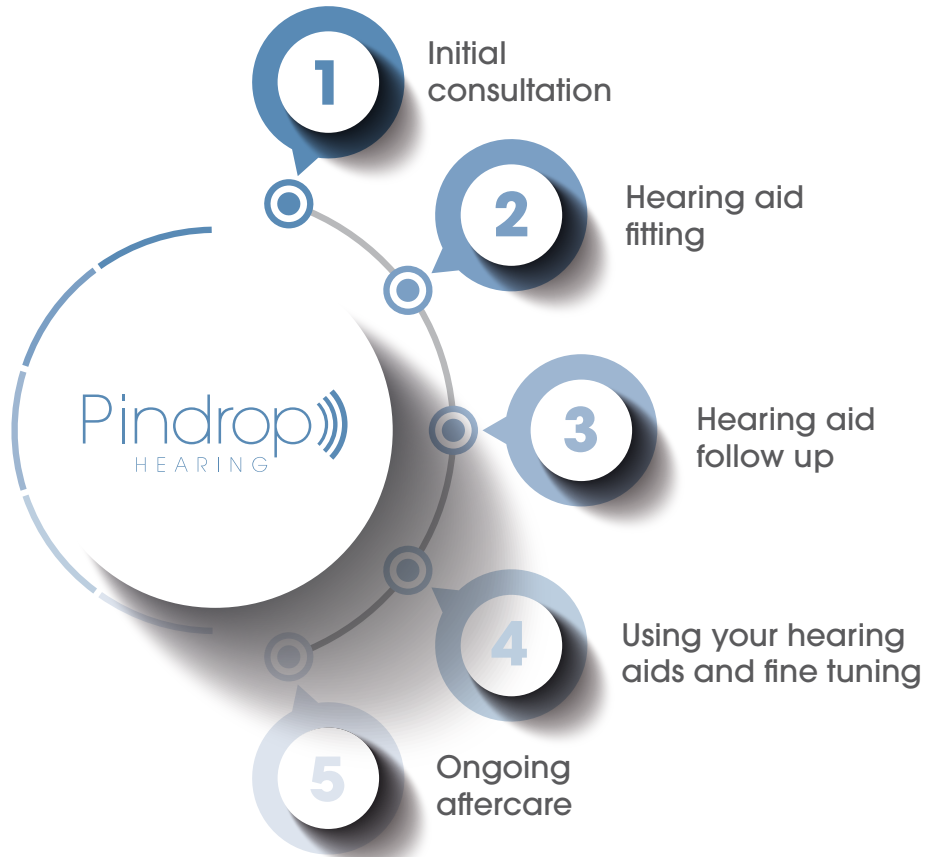 1
Initial
consultation
2
Hearing aid
fitting
Pindrop
HEARING
3
Hearing aid
follow up
4
Using your hearing
aids and fine tuning
5
Ongoing
aftercare